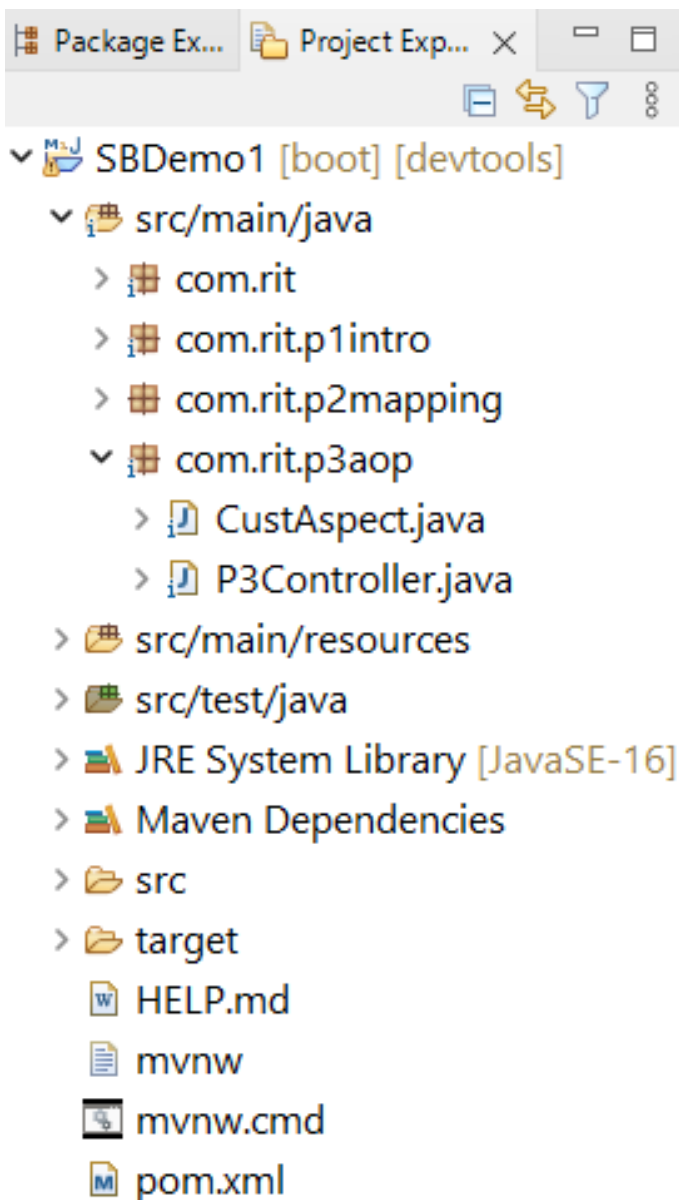 Package Ex... Project Exp...
SBDemo1 [boot] [devtools]
src/main/java
com.rit
com.rit.p1intro
com.rit.p2mapping
com.rit.p3aop
CustAspect.java
P3Controller.java
src/main/resources
src/test/java
JRE System Library [JavaSE-16]
Maven Dependencies
src
target
HELP.md
mvnw
mvnw.cmd
pom.xml